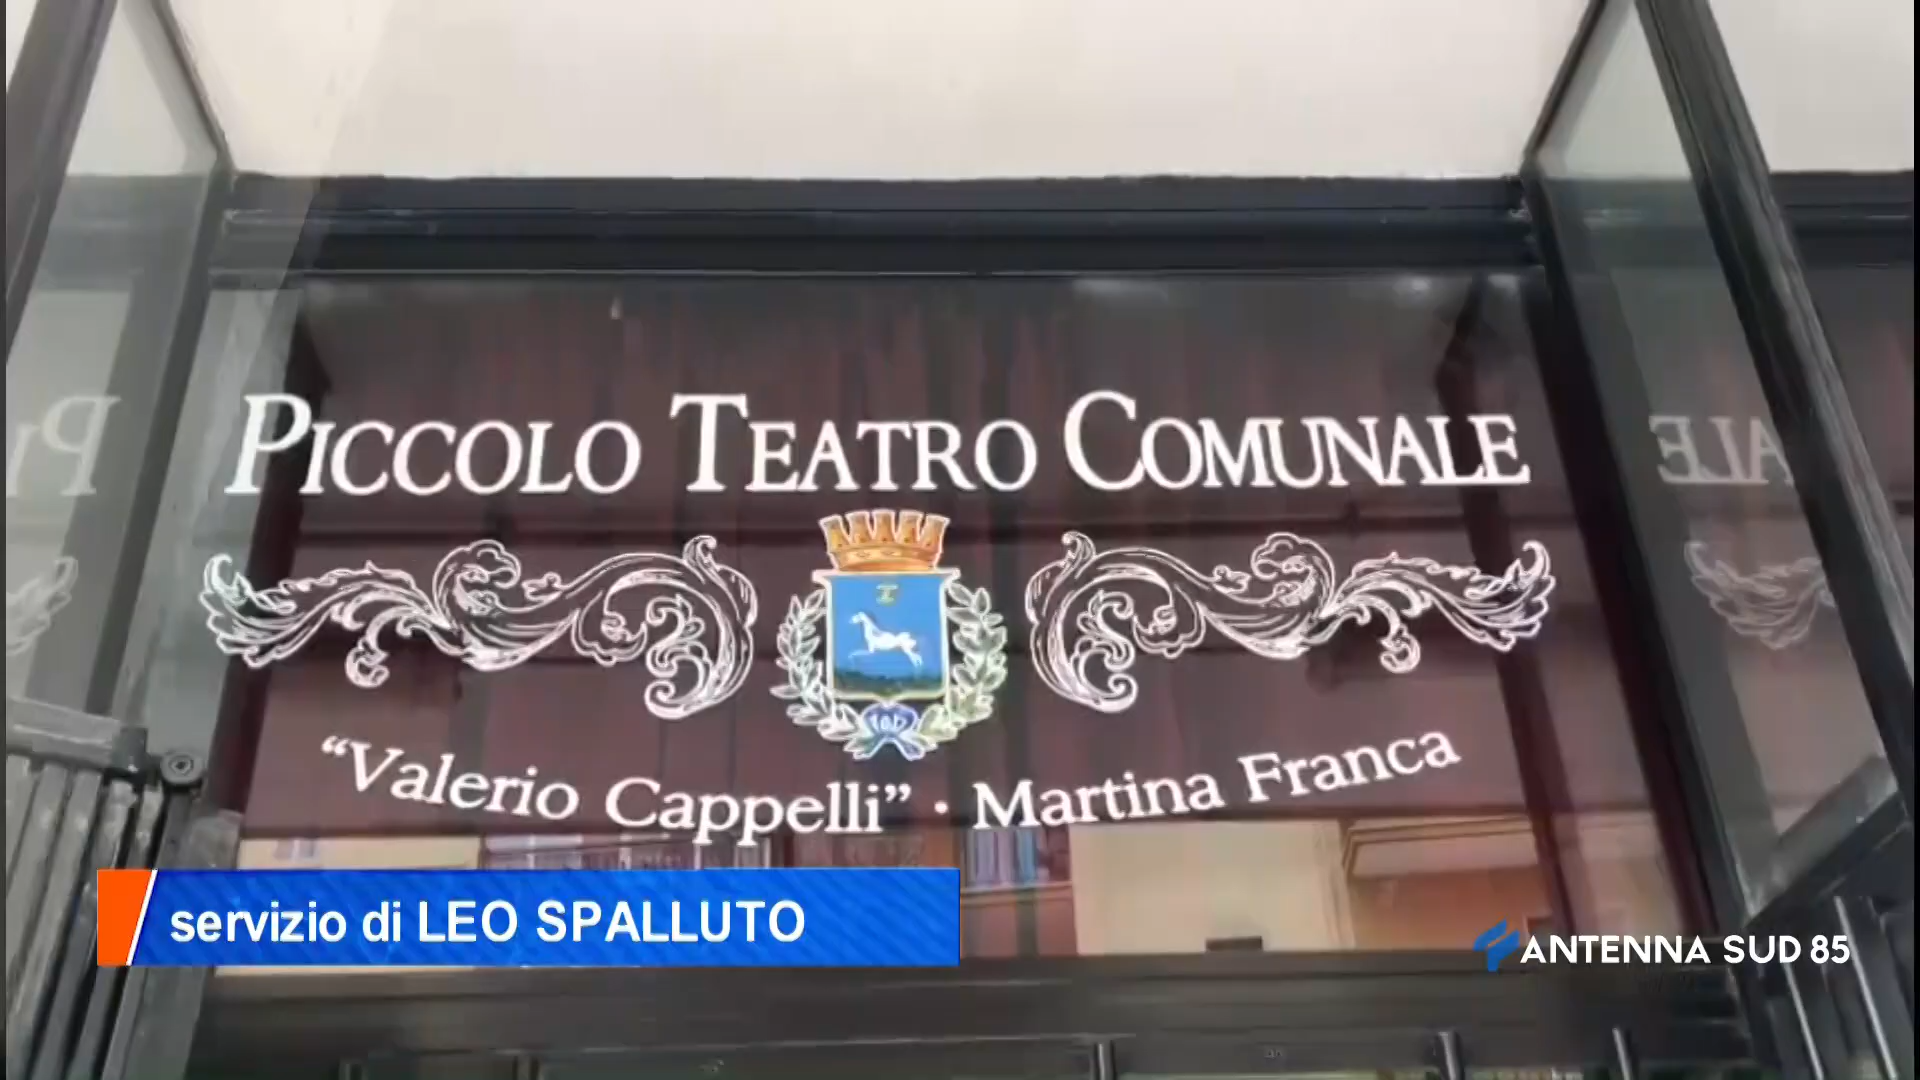 PICCOLO TEATRO COMUNALE
“Valerio Cappelli” · Martina Franca
servizio di LEO SPALLUTO
ANTENNA SUD 85